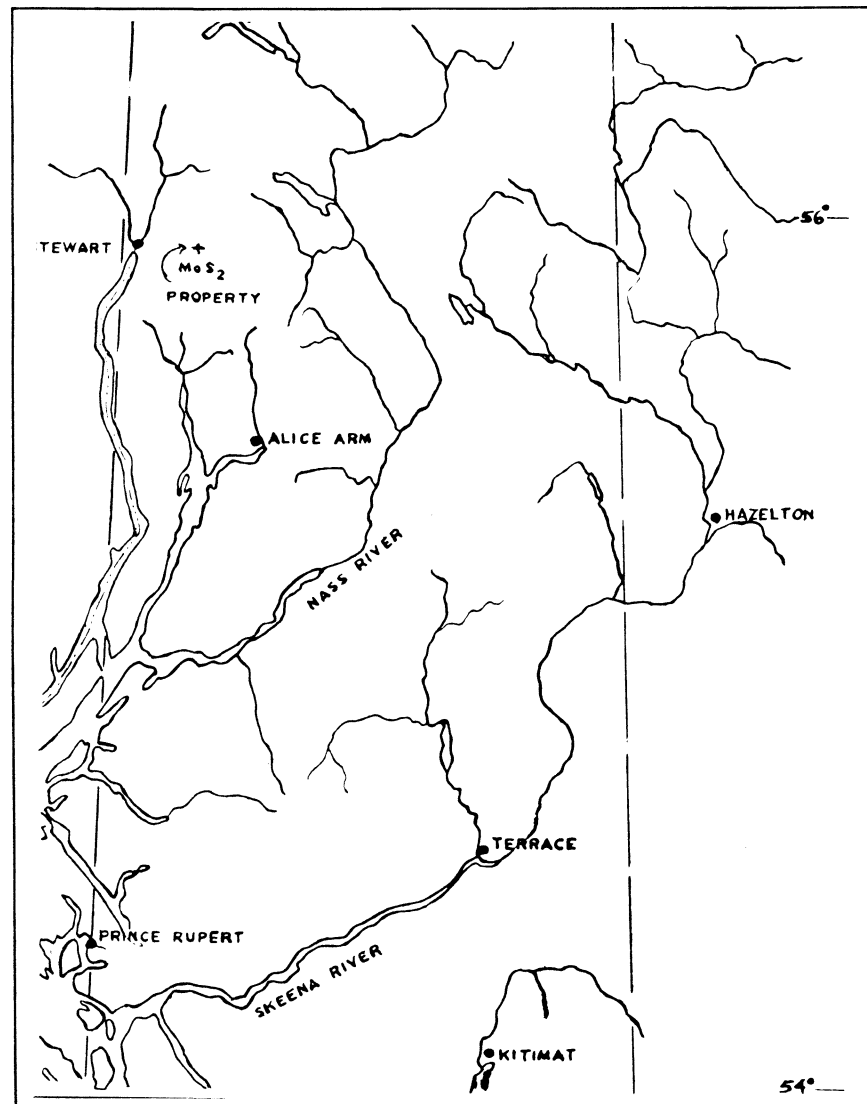 56°
TEWART
+
MoS2
PROPERTY
ALICE ARM
HAZELTON
NASS RIVER
TERRACE
PRINCE RUPERT
SKEENA RIVER
KITIMAT
54°